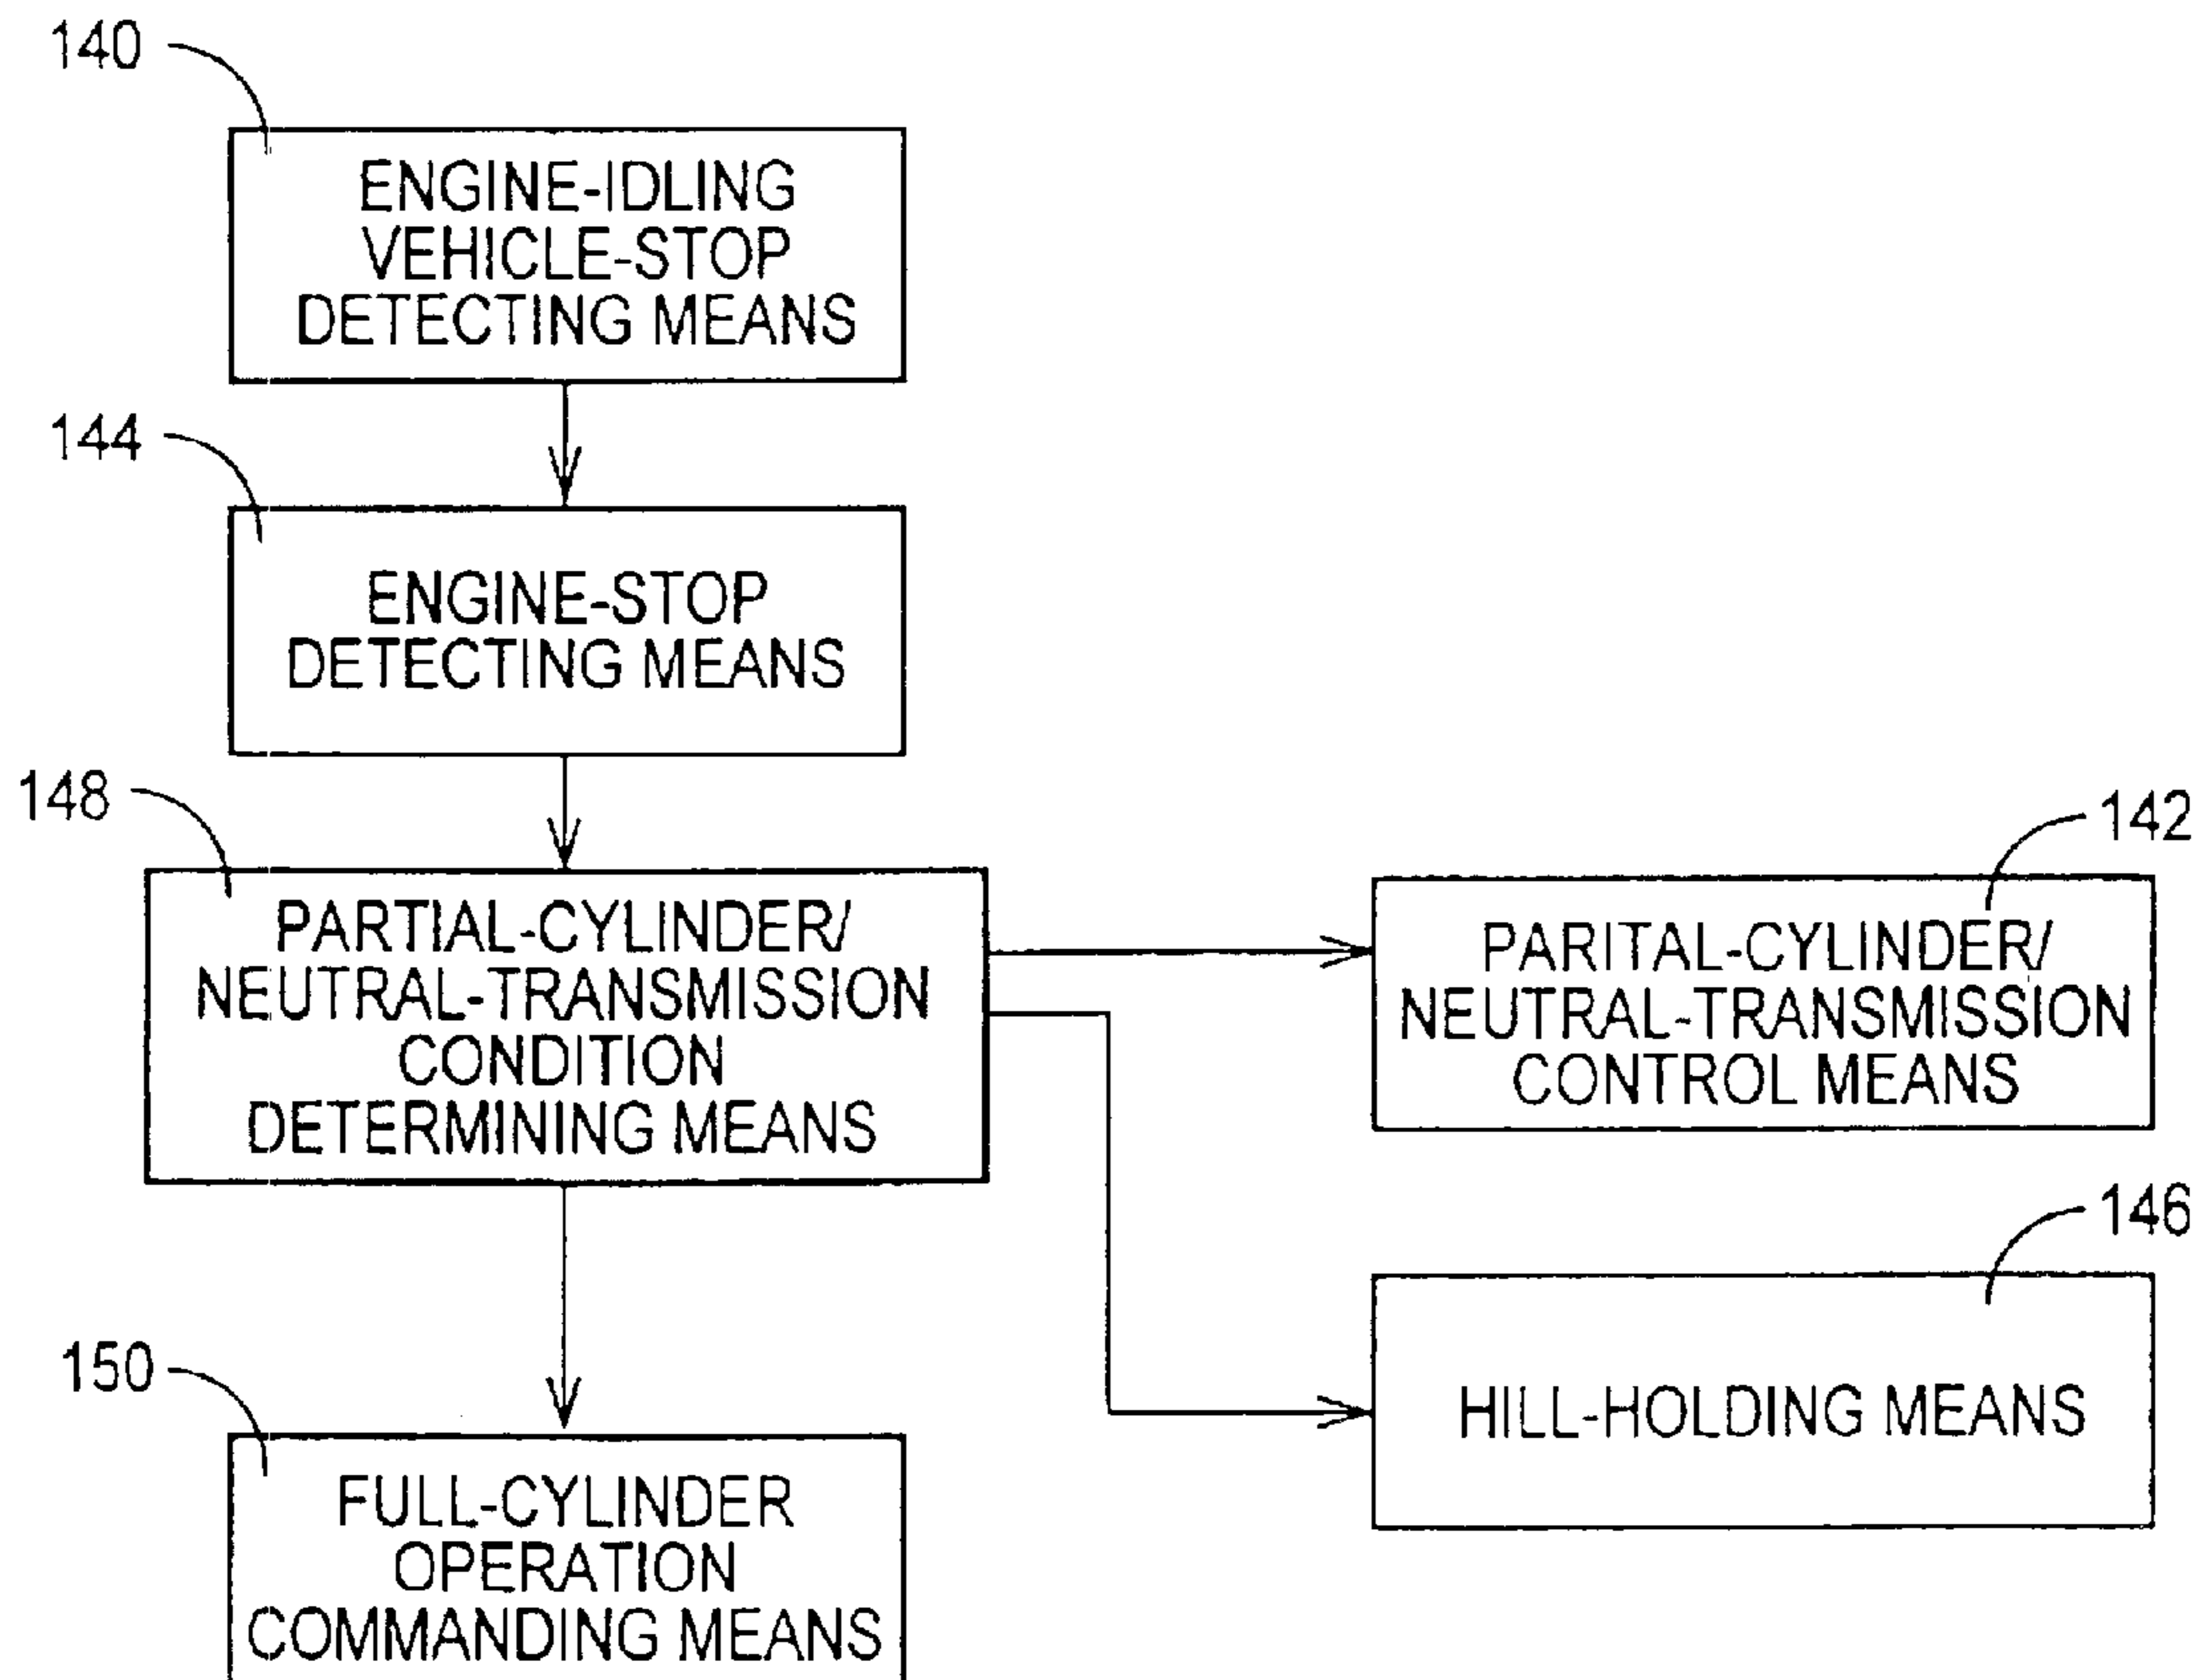 140
ENGINE-IDLING
VEHICLE-STOP
DETECTING MEANS
144
ENGINE-STOP
DETECTING MEANS
148
PARTIAL-CYLINDER/
NEUTRAL-TRANSMISSION
CONDITION
DETERMINING MEANS
142
PARITAL-CYLINDER/
NEUTRAL-TRANSMISSION
CONTROL MEANS
146
HILL-HOLDING MEANS
150
FULL-CYLINDER
OPERATION
COMMANDING MEANS